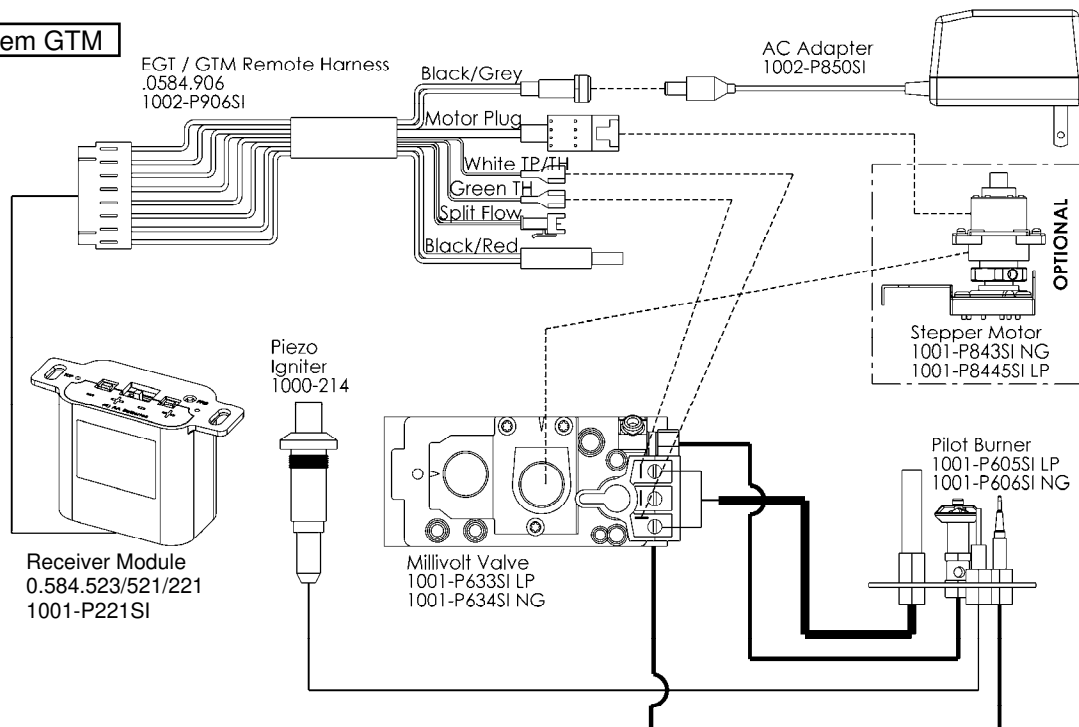 em GTM
EGT / GTM Remote Harness
.0584.906
1002-P906SI
Black/Grey
Motor Plug
White TP/TH
Green TH
Split Flow
Black/Red
AC Adapter
1002-P850SI
OPTIONAL
Stepper Motor
1001-P843SI NG
1001-P8445SI LP
Piezo
Igniter
1000-214
Receiver Module
0.584.523/521/221
1001-P221SI
Millivolt Valve
1001-P633SI LP
1001-P634SI NG
Pilot Burner
1001-P605SI LP
1001-P606SI NG